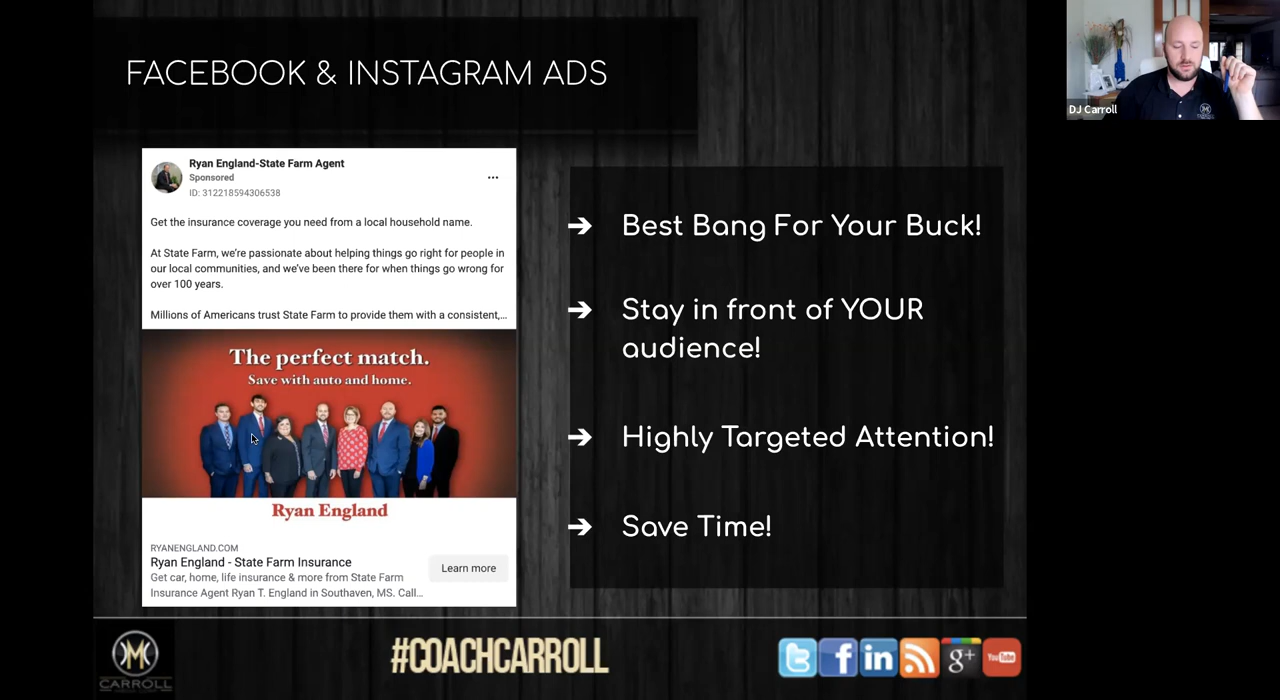 FACEBOOK & INSTAGRAM ADS
DJ Carroll
CARROLL
Ryan England-State Farm Agent
Sponsored
ID: 312218594306538
Get the insurance coverage you need from a local household name.
At State Farm, we're passionate about helping things go right for people in
our local communities, and we've been there for when things go wrong for
over 100 years.
Millions of Americans trust State Farm to provide them with a consistent,...
The perfect match.
Save with auto and home.
Ryan England
RYANENGLAND.COM
Ryan England - State Farm Insurance
Get car, home, life insurance & more from State Farm
Insurance Agent Ryan T. England in Southaven, MS. Call...
Learn more
➔ Best Bang For Your Buck!
➔ Stay in front of YOUR
audience!
➔ Highly Targeted Attention!
➔ Save Time!
CARROLL
#COACHCARROLL
f
in
g+
YouTube